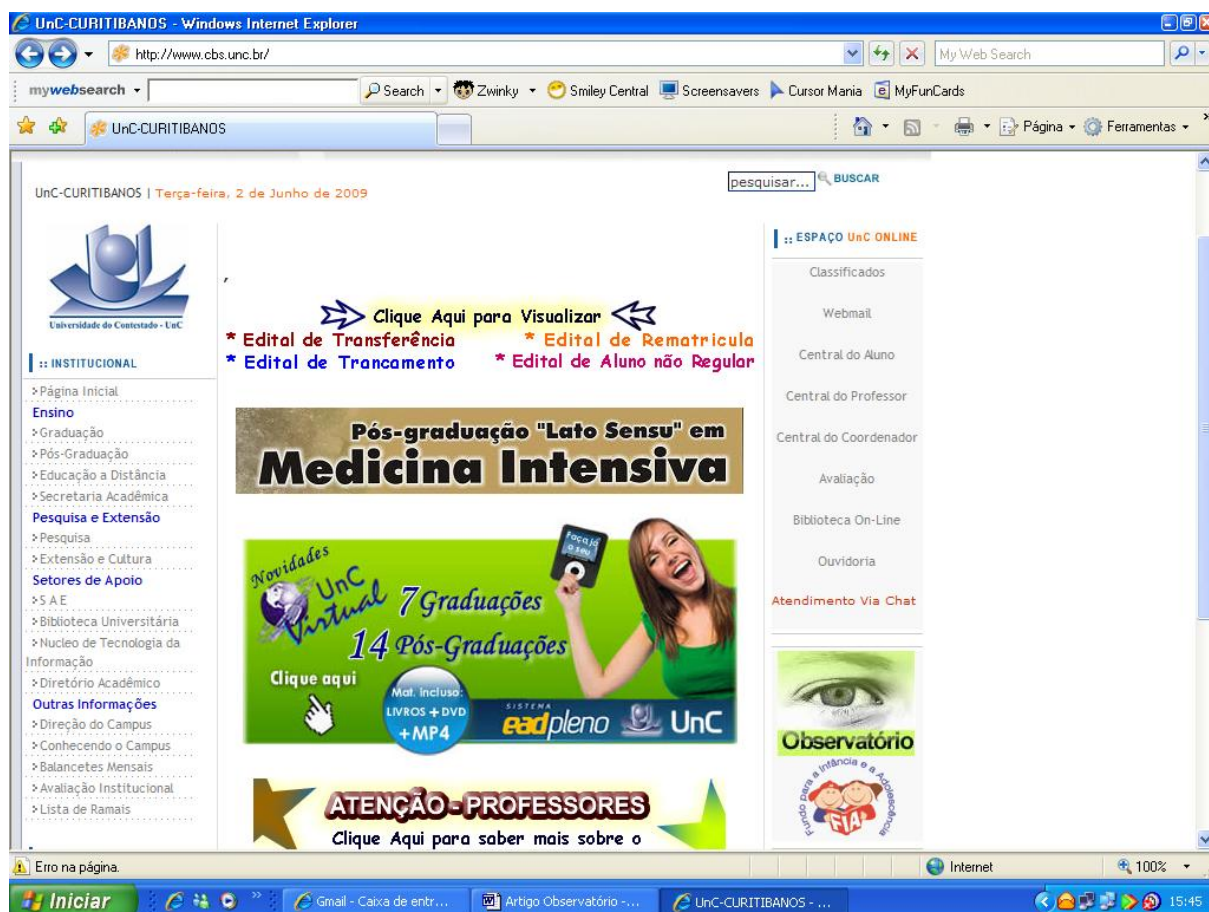 UnC-CURITIBANOS - Windows Internet Explorer
http://www.cbs.unc.br/
My Web Search
mywebsearch
Search
Zwinky
Smiley Central
Screensavers
Cursor Mania
MyFunCards
UnC-CURITIBANOS
Página
Ferramentas
UnC-CURITIBANOS | Terça-feira, 2 de Junho de 2009
pesquisar...
BUSCAR
Universidade do Contestado - UnC
:: INSTITUCIONAL
>Página Inicial
Ensino
>Graduação
>Pós-Graduação
>Educação a Distância
>Secretaria Acadêmica
Pesquisa e Extensão
>Pesquisa
>Extensão e Cultura
Setores de Apoio
>S A E
>Biblioteca Universitária
>Nucleo de Tecnologia da
Informação
>Diretório Acadêmico
Outras Informações
>Direção do Campus
>Conhecendo o Campus
>Balancetes Mensais
>Avaliação Institucional
>Lista de Ramais
,
Clique Aqui para Visualizar
* Edital de Transferência * Edital de Rematricula
* Edital de Trancamento * Edital de Aluno não Regular
Pós-graduação "Lato Sensu" em
Medicina Intensiva
Novidades
UnC
Virtual
Faça já
o seu
7 Graduações
14 Pós-Graduações
Clique aqui
Mat. incluso:
LIVROS + DVD
+ MP4
SISTEMA
eadpleno
UnC
ATENÇÃO - PROFESSORES
Clique Aqui para saber mais sobre o
:: ESPAÇO UnC ONLINE
Classificados
Webmail
Central do Aluno
Central do Professor
Central do Coordenador
Avaliação
Biblioteca On-Line
Ouvidoria
Atendimento Via Chat
Observatório
Fundo para a Infância e a Adolescência
FIA
Erro na página.
Internet
100%
Iniciar
Gmail - Caixa de entr...
Artigo Observatório -...
UnC-CURITIBANOS - ...
15:45